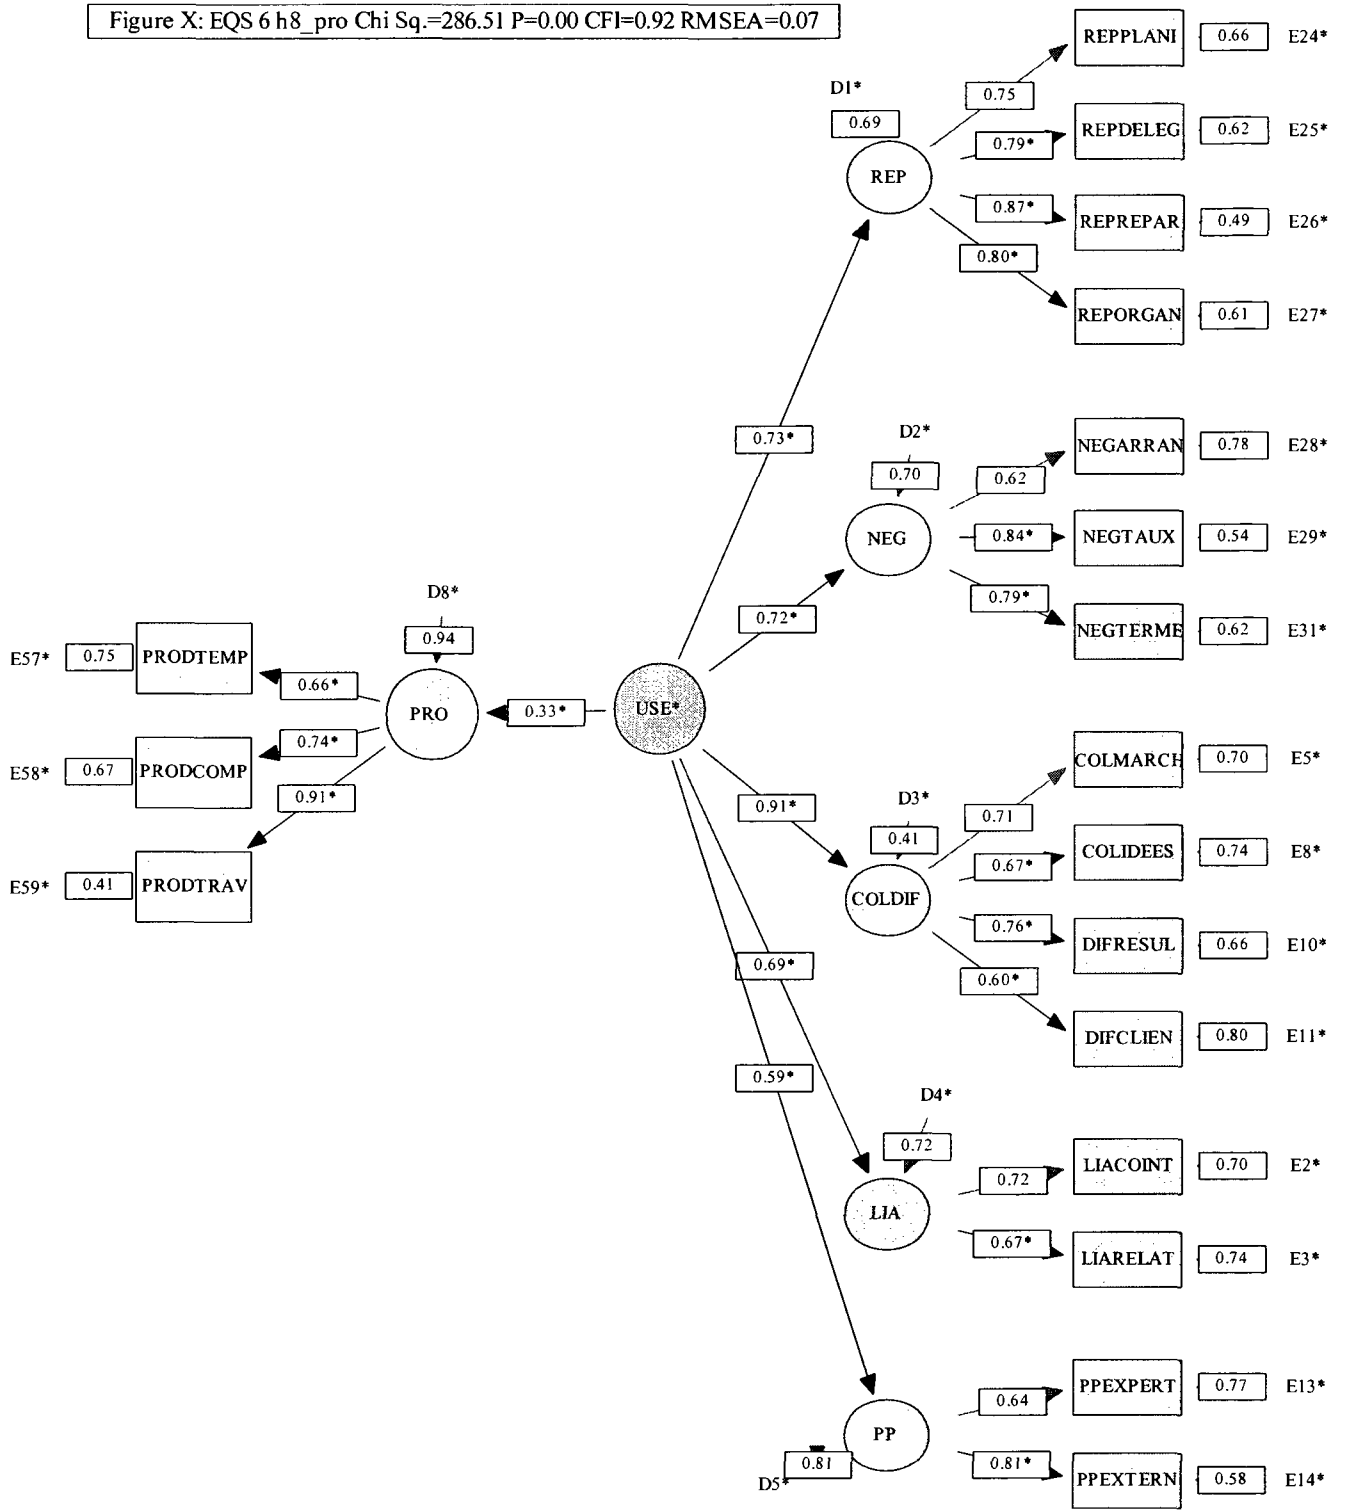 Figure X: EQS 6 h8_pro Chi Sq.=286.51 P=0.00 CFI=0.92 RMSEA=0.07
REPPLANI 0.66 E24*
0.75
D1*
0.69
REPDELEG 0.62 E25*
0.79*
REP
0.87*
REPREPAR 0.49 E26*
0.80*
REPORGAN 0.61 E27*
0.73*
D2*
NEGARRAN 0.78 E28*
0.70
0.62
NEG
0.84*
NEGTAUX 0.54 E29*
0.79*
0.72*
NEGTERME 0.62 E31*
D8*
0.94
E57* 0.75 PRODTEMP
0.66*
PRO
0.33*
USE*
0.74*
E58* 0.67 PRODCOMP
0.91*
E59* 0.41 PRODTRAV
COLMARCH 0.70 E5*
0.91*
D3*
0.71
0.41
COLIDEES 0.74 E8*
0.67*
COLDIF
0.76*
DIFRESUL 0.66 E10*
0.69*
0.60*
DIFCLIEN 0.80 E11*
0.59*
D4*
0.72
LIACOINT 0.70 E2*
0.72
LIA
0.67*
LIARELAT 0.74 E3*
PPEXPERT 0.77 E13*
0.64
PP
0.81
D5*
0.81*
PPEXTERN 0.58 E14*